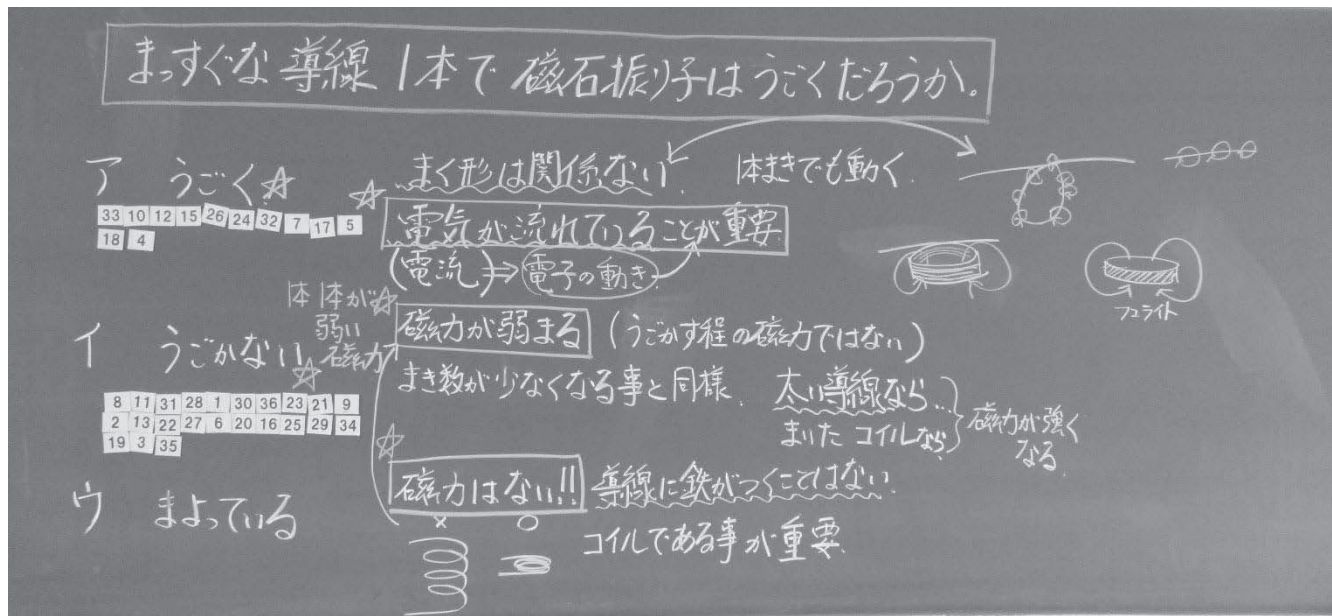 まっすぐな導線1本で磁石振り子はうごくだろうか。
ア うごく☆
33 10 12 15 26 24 32 7 17 5
18 4
☆ まく形は関係ない. 1本まきでも動く.
電気が流れていることが重要
(電流)⇒電子の動き
イ うごかない☆
8 11 31 28 1 30 36 23 21 9
2 13 22 27 6 20 16 25 29 34
19 3 35
弱い
磁力
☆
磁力が弱まる (うごかす程の磁力ではない)
まき数が少なくなる事と同様. 太い導線なら…
まいたコイルなら
磁力が強く
なる.
☆
磁力はない!! 導線に鉄がつくことはない.
× ○
コイルである事が重要.
ウ まよっている
フェライト